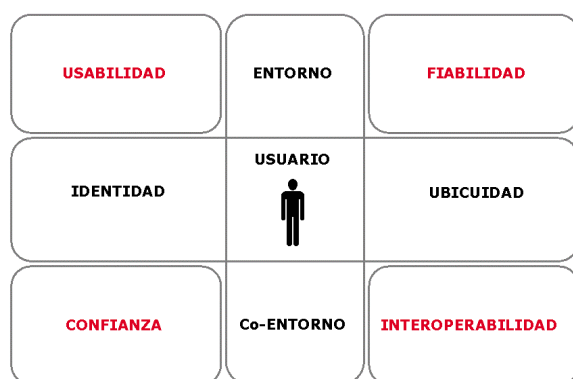 USABILIDAD
ENTORNO
FIABILIDAD
IDENTIDAD
USUARIO
UBICUIDAD
CONFIANZA
Co-ENTORNO
INTEROPERABILIDAD